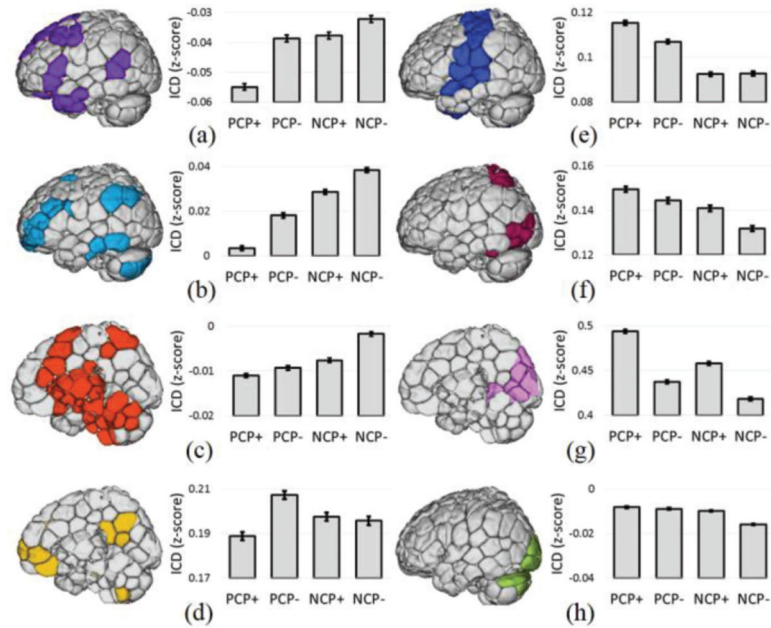 ICD (z-score)
-0.03
-0.04
-0.05
-0.06
PCP+ PCP- NCP+ NCP-
(a)
ICD (z-score)
0.12
0.1
0.08
PCP+ PCP- NCP+ NCP-
(e)
ICD (z-score)
0.04
0.02
0
PCP+ PCP- NCP+ NCP-
(b)
ICD (z-score)
0.16
0.14
0.12
PCP+ PCP- NCP+ NCP-
(f)
ICD (z-score)
0
-0.01
-0.02
PCP+ PCP- NCP+ NCP-
(c)
ICD (z-score)
0.5
0.45
0.4
PCP+ PCP- NCP+ NCP-
(g)
ICD (z-score)
0.21
0.19
0.17
PCP+ PCP- NCP+ NCP-
(d)
ICD (z-score)
0
-0.02
-0.04
PCP+ PCP- NCP+ NCP-
(h)